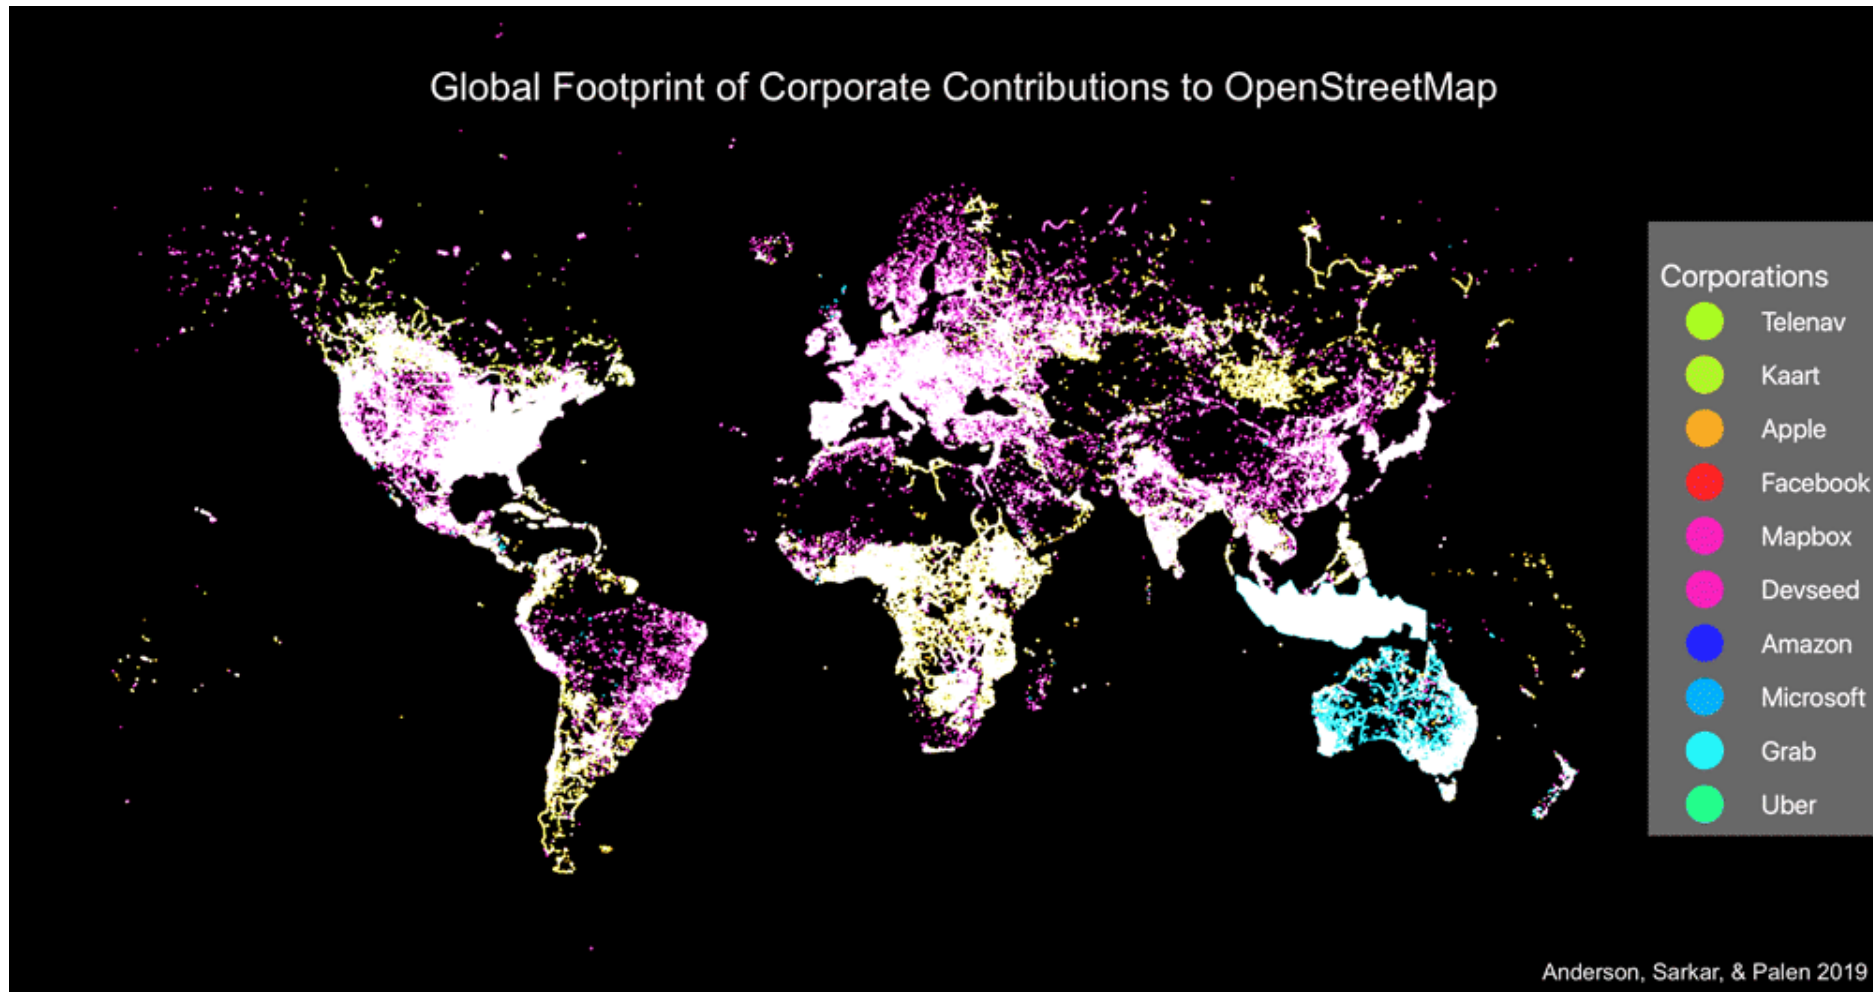 Global Footprint of Corporate Contributions to OpenStreetMap
Corporations
Telenav
Kaart
Apple
Facebook
Mapbox
Devseed
Amazon
Microsoft
Grab
Uber
Anderson, Sarkar, & Palen 2019